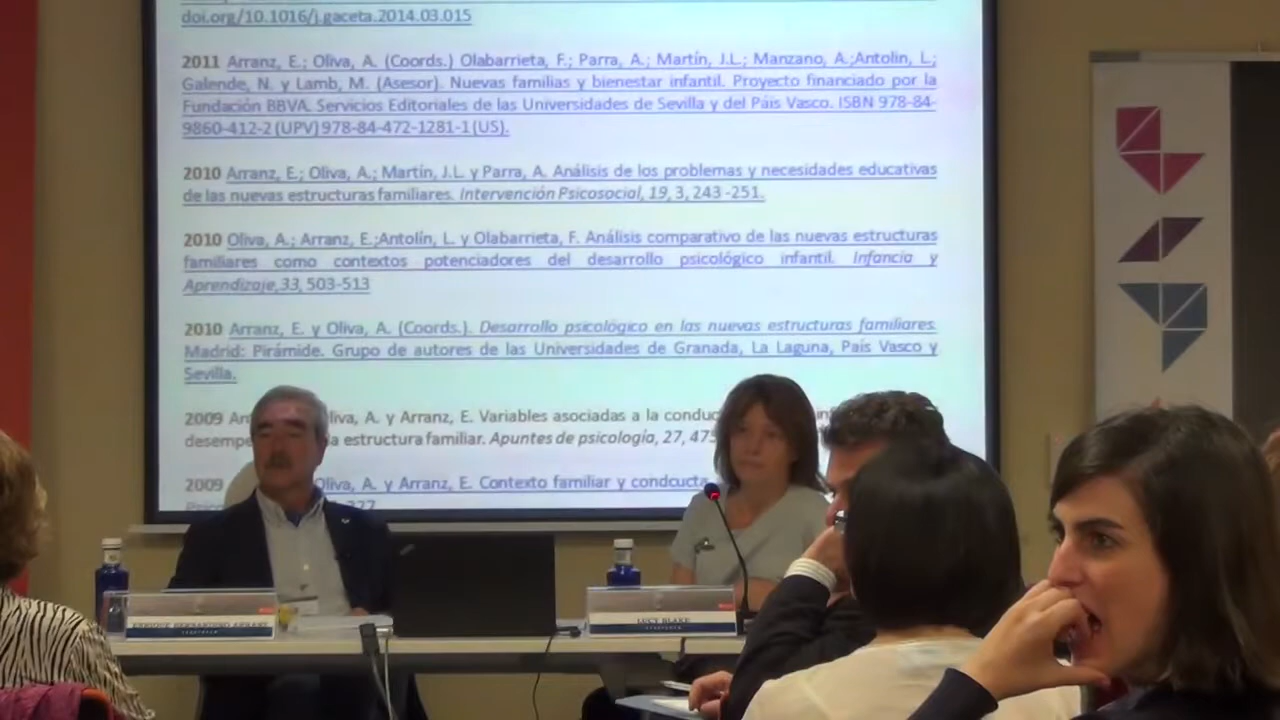 doi.org/10.1016/j.gaceta.2014.03.015
2011 Arranz, E.; Oliva, A. (Coords.) Olabarrieta, F.; Parra, A.; Martín, J.L.; Manzano, A.;Antolin, L.;
Galende, N. y Lamb, M. (Asesor). Nuevas familias y bienestar infantil. Proyecto financiado por la
Fundación BBVA. Servicios Editoriales de las Universidades de Sevilla y del País Vasco. ISBN 978-84-
9860-412-2 (UPV) 978-84-472-1281-1 (US).
2010 Arranz, E.; Oliva, A.; Martín, J.L. y Parra, A. Análisis de los problemas y necesidades educativas
de las nuevas estructuras familiares. Intervención Psicosocial, 19, 3, 243 -251.
2010 Oliva, A.; Arranz, E.;Antolín, L. y Olabarrieta, F. Análisis comparativo de las nuevas estructuras
familiares como contextos potenciadores del desarrollo psicológico infantil. Infancia y
Aprendizaje,33, 503-513
2010 Arranz, E. y Oliva, A. (Coords.). Desarrollo psicológico en las nuevas estructuras familiares.
Madrid: Pirámide. Grupo de autores de las Universidades de Granada, La Laguna, País Vasco y
Sevilla.
2009 A. y Arranz, E. Variables asociadas a la
estructura familiar. Apuntes de psicología, 27,
2009 Oliva, A. y Arranz, E. Contexto familiar y conducta
ENRIQUE BERNARDINO ARRANZ
LUCY BLAKE